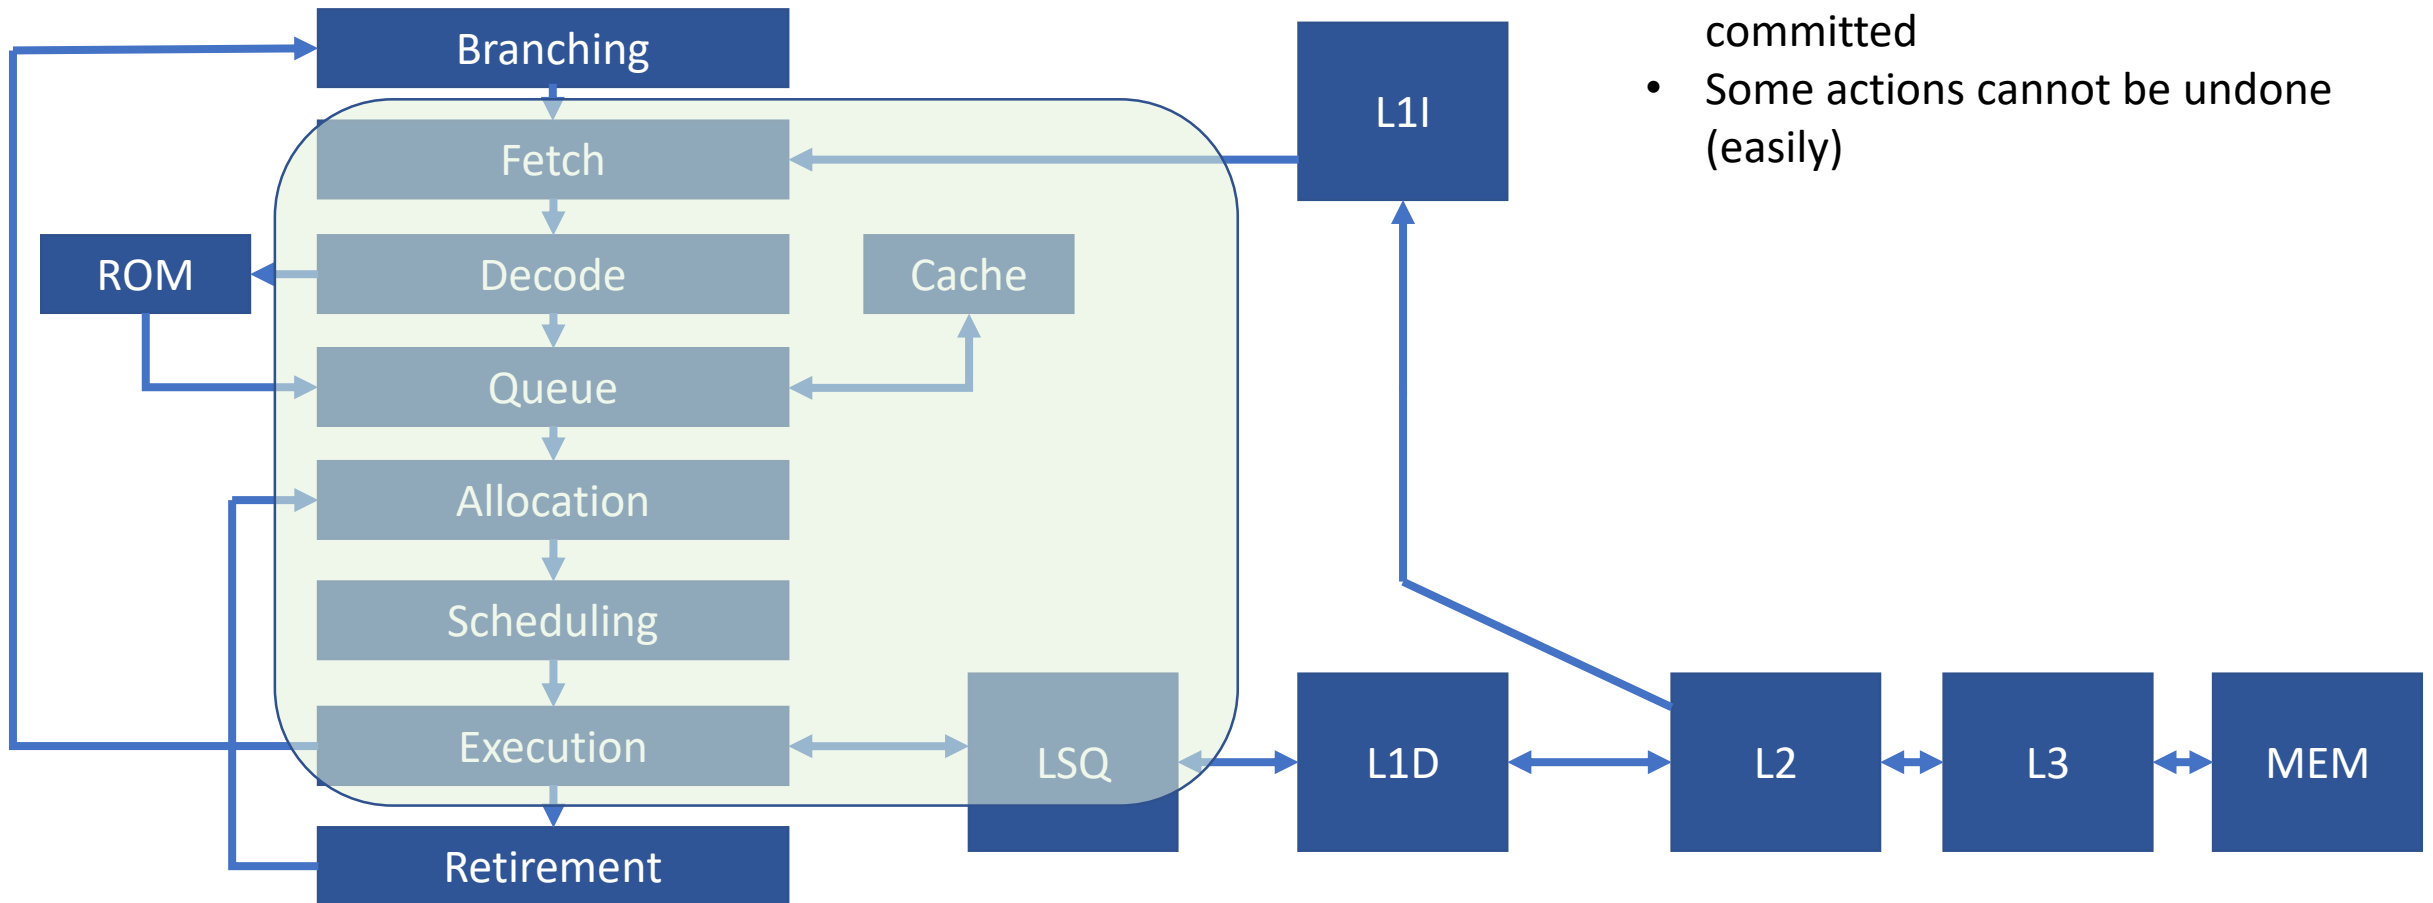 Branching
Fetch
Decode
Queue
Allocation
Scheduling
Execution
Retirement
ROM
Cache
LSQ
L1I
L1D
L2
L3
MEM
committed
• Some actions cannot be undone
(easily)